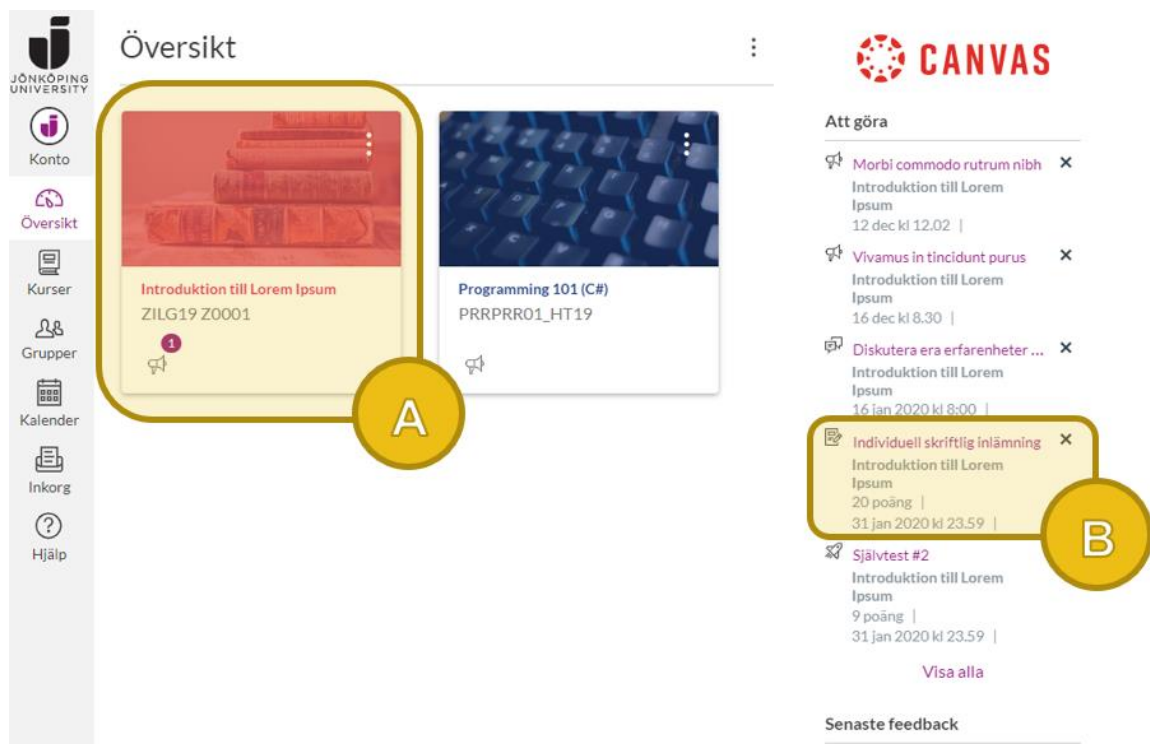 JÖNKÖPING
UNIVERSITY
Konto
Översikt
Kurser
Grupper
Kalender
Inkorg
Hjälp
Översikt
Introduktion till Lorem Ipsum
ZILG19 Z0001
1
A
Programming 101 (C#)
PRRPRR01_HT19
CANVAS
Att göra
Morbi commodo rutrum nibh
Introduktion till Lorem
Ipsum
12 dec kl 12.02 |
Vivamus in tincidunt purus
Introduktion till Lorem
Ipsum
16 dec kl 8.30 |
Diskutera era erfarenheter ...
Introduktion till Lorem
Ipsum
16 jan 2020 kl 8:00 |
Individuell skriftlig inlämning
Introduktion till Lorem
Ipsum
20 poäng |
31 jan 2020 kl 23.59 |
B
Självtest #2
Introduktion till Lorem
Ipsum
9 poäng |
31 jan 2020 kl 23.59 |
Visa alla
Senaste feedback